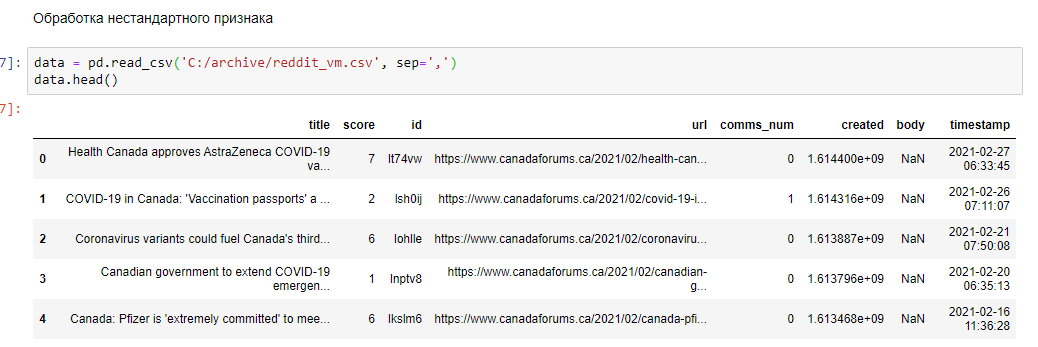 Обработка нестандартного признака
7]: data = pd.read_csv('C:/archive/reddit_vm.csv', sep=',')
data.head()
7]:
title score id url comms_num created body timestamp
0 Health Canada approves AstraZeneca COVID-19 va... 7 lt74vw https://www.canadaforums.ca/2021/02/health-can... 0 1.614400e+09 NaN 2021-02-27 06:33:45
1 COVID-19 in Canada: 'Vaccination passports' a ... 2 lsh0ij https://www.canadaforums.ca/2021/02/covid-19-i... 1 1.614316e+09 NaN 2021-02-26 07:11:07
2 Coronavirus variants could fuel Canada's third... 6 lohlle https://www.canadaforums.ca/2021/02/coronaviru... 0 1.613887e+09 NaN 2021-02-21 07:50:08
3 Canadian government to extend COVID-19 emergen... 1 lnptv8 https://www.canadaforums.ca/2021/02/canadian-g... 0 1.613796e+09 NaN 2021-02-20 06:35:13
4 Canada: Pfizer is 'extremely committed' to mee... 6 lkslm6 https://www.canadaforums.ca/2021/02/canada-pfi... 0 1.613468e+09 NaN 2021-02-16 11:36:28